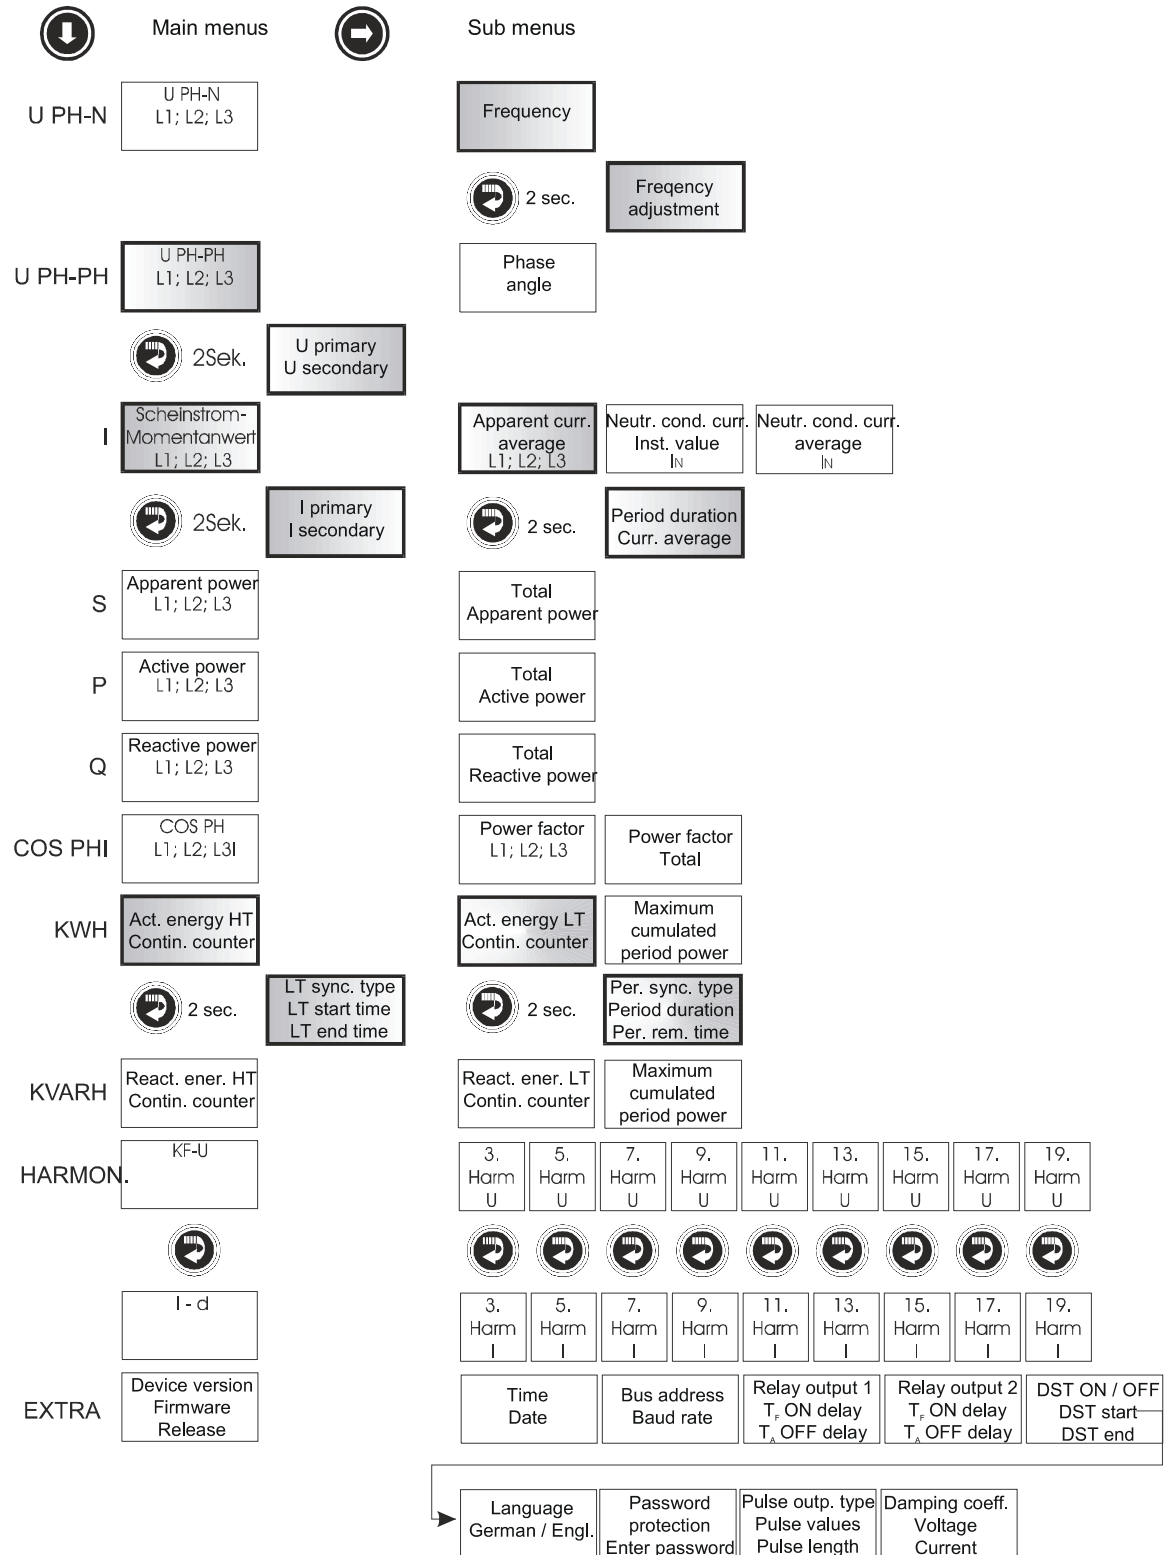 Main menus
Sub menus
U PH-N
U PH-N
L1; L2; L3
Frequency
2 sec.
Freqency
adjustment
U PH-PH
U PH-PH
L1; L2; L3
Phase
angle
2Sek.
U primary
U secondary
I
Scheinstrom-
Momentanwert
L1; L2; L3
Apparent curr.
average
L1; L2; L3
Neutr. cond. curr.
Inst. value
IN
Neutr. cond. curr.
average
IN
2Sek.
I primary
I secondary
2 sec.
Period duration
Curr. average
S
Apparent power
L1; L2; L3
Total
Apparent power
P
Active power
L1; L2; L3
Total
Active power
Q
Reactive power
L1; L2; L3
Total
Reactive power
COS PHI
COS PH
L1; L2; L3I
Power factor
L1; L2; L3
Power factor
Total
KWH
Act. energy HT
Contin. counter
Act. energy LT
Contin. counter
Maximum
cumulated
period power
2 sec.
LT sync. type
LT start time
LT end time
2 sec.
Per. sync. type
Period duration
Per. rem. time
KVARH
React. ener. HT
Contin. counter
React. ener. LT
Contin. counter
Maximum
cumulated
period power
HARMON.
KF-U
3.
Harm
U
5.
Harm
U
7.
Harm
U
9.
Harm
U
11.
Harm
U
13.
Harm
U
15.
Harm
U
17.
Harm
U
19.
Harm
U
I - d
3.
Harm
I
5.
Harm
I
7.
Harm
I
9.
Harm
I
11.
Harm
I
13.
Harm
I
15.
Harm
I
17.
Harm
I
19.
Harm
I
EXTRA
Device version
Firmware
Release
Time
Date
Bus address
Baud rate
Relay output 1
TF ON delay
TA OFF delay
Relay output 2
TF ON delay
TA OFF delay
DST ON / OFF
DST start
DST end
Language
German / Engl.
Password
protection
Enter password
Pulse outp. type
Pulse values
Pulse length
Damping coeff.
Voltage
Current